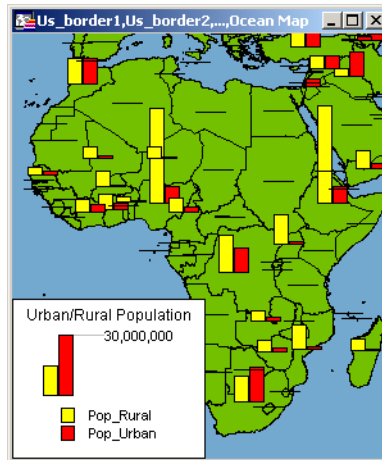 Us_border1,Us_border2,...,Ocean Map
Urban/Rural Population
30,000,000
Pop_Rural
Pop_Urban